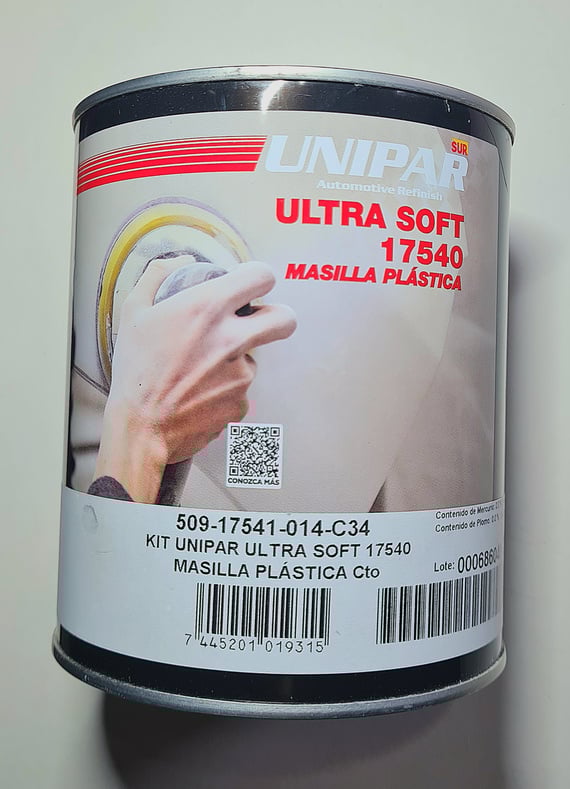 SUR
UNIPAR
Automotive Refinish
ULTRA SOFT
17540
MASILLA PLÁSTICA
CONOZCA MÁS
509-17541-014-C34
KIT UNIPAR ULTRA SOFT 17540
MASILLA PLÁSTICA Cto
Contenido de Mercurio:
Contenido de Plomo:
Lote:
7 445201 019315